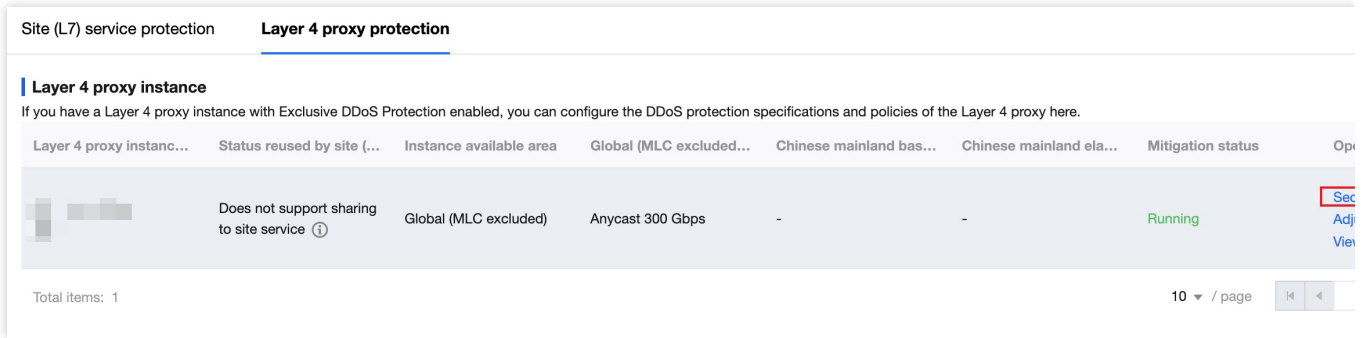 Site (L7) service protection Layer 4 proxy protection
Layer 4 proxy instance
If you have a Layer 4 proxy instance with Exclusive DDoS Protection enabled, you can configure the DDoS protection specifications and policies of the Layer 4 proxy here.
Layer 4 proxy instanc... Status reused by site (... Instance available area Global (MLC excluded... Chinese mainland bas... Chinese mainland ela... Mitigation status
Does not support sharing
to site service
Global (MLC excluded) Anycast 300 Gbps - - Running
Total items: 1 10 / page